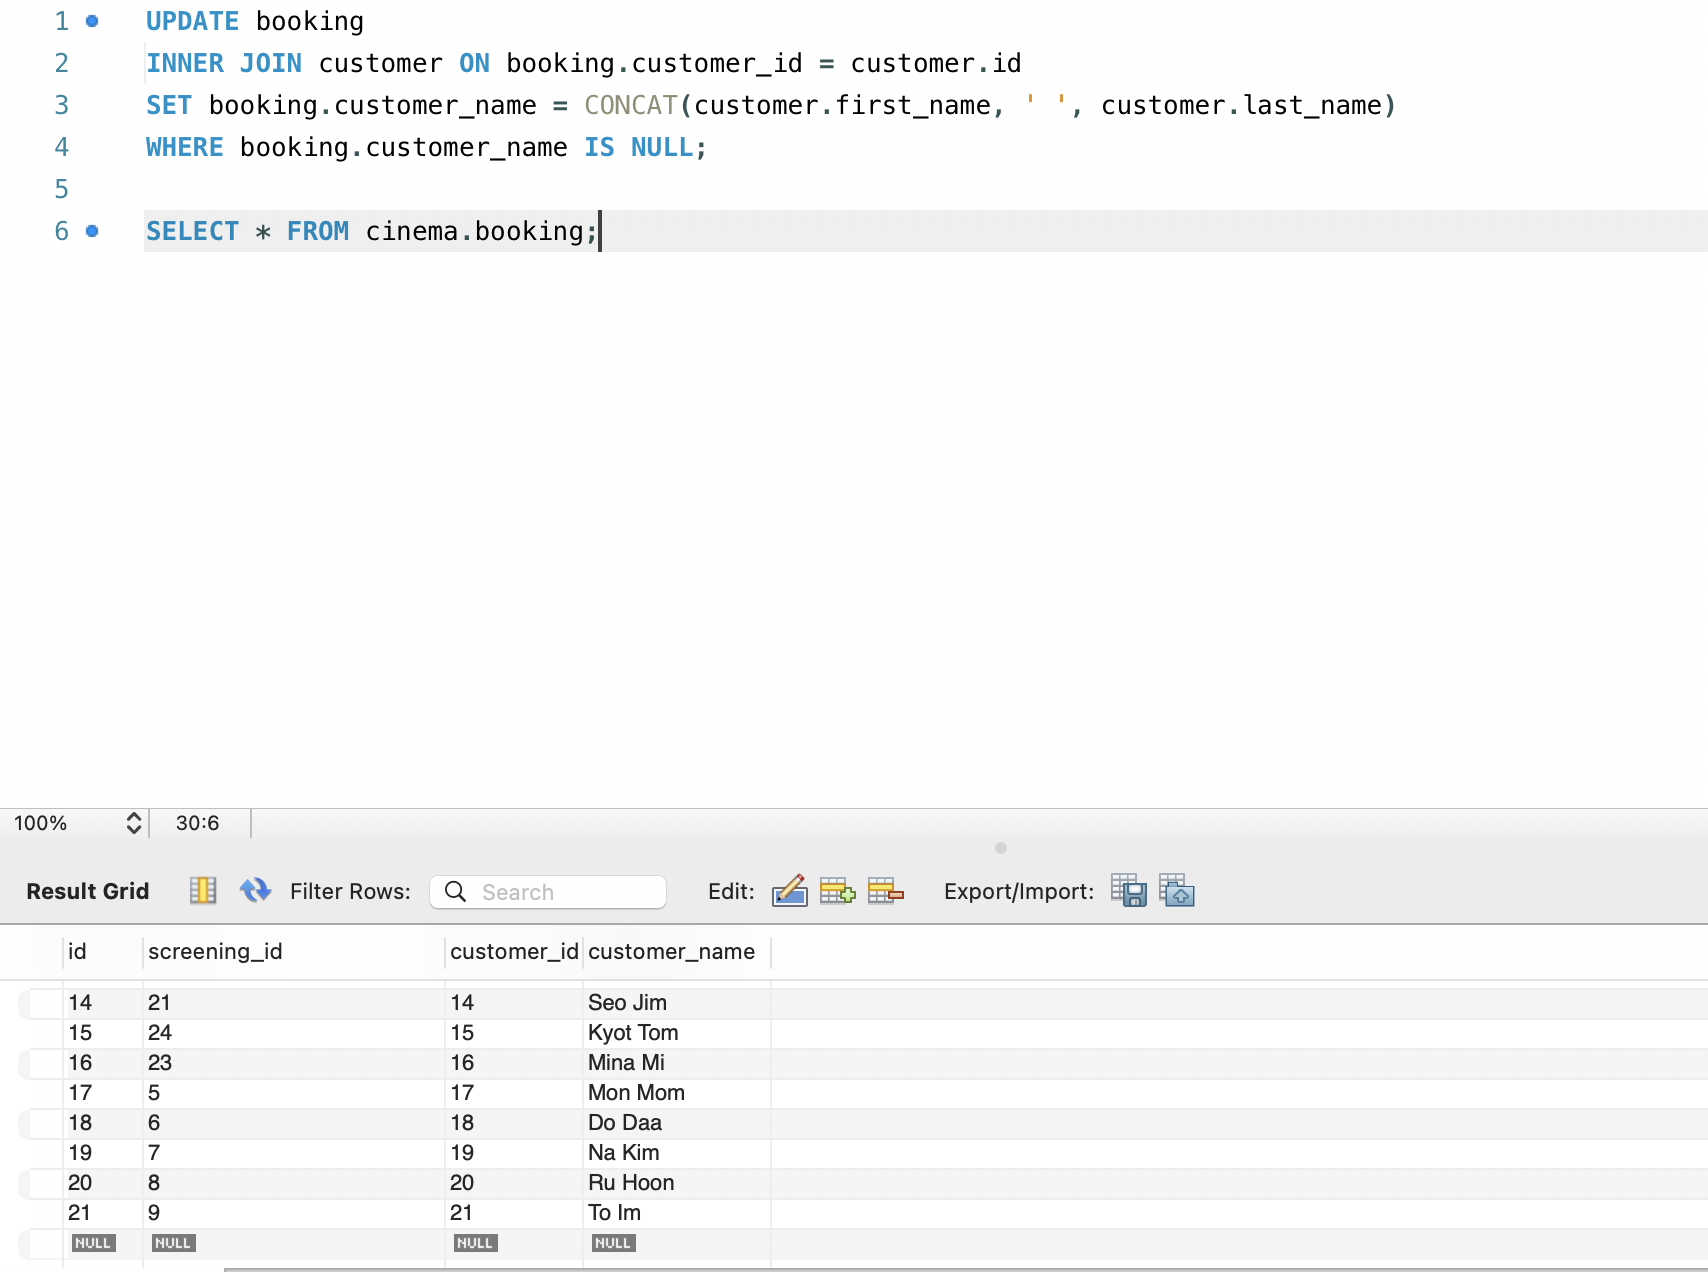 1 UPDATE booking
2 INNER JOIN customer ON booking.customer_id = customer.id
3 SET booking.customer_name = CONCAT(customer.first_name, ' ', customer.last_name)
4 WHERE booking.customer_name IS NULL;
5
6 SELECT * FROM cinema.booking;
100% 30:6
Result Grid Filter Rows: Search Edit: Export/Import:
id screening_id customer_id customer_name
14 21 14 Seo Jim
15 24 15 Kyot Tom
16 23 16 Mina Mi
17 5 17 Mon Mom
18 6 18 Do Daa
19 7 19 Na Kim
20 8 20 Ru Hoon
21 9 21 To Im
NULL NULL NULL NULL